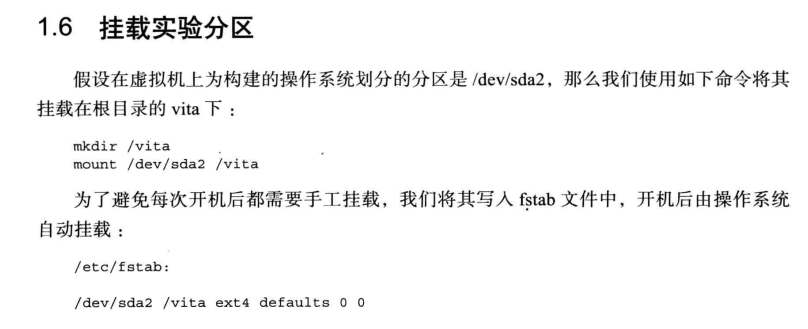 1.6 挂载实验分区
假设在虚拟机上为构建的操作系统划分的分区是 /dev/sda2，那么我们使用如下命令将其
挂载在根目录的 vita 下：
mkdir /vita
mount /dev/sda2 /vita
为了避免每次开机后都需要手工挂载，我们将其写入 fstab 文件中，开机后由操作系统
自动挂载：
/etc/fstab:
/dev/sda2 /vita ext4 defaults 0 0